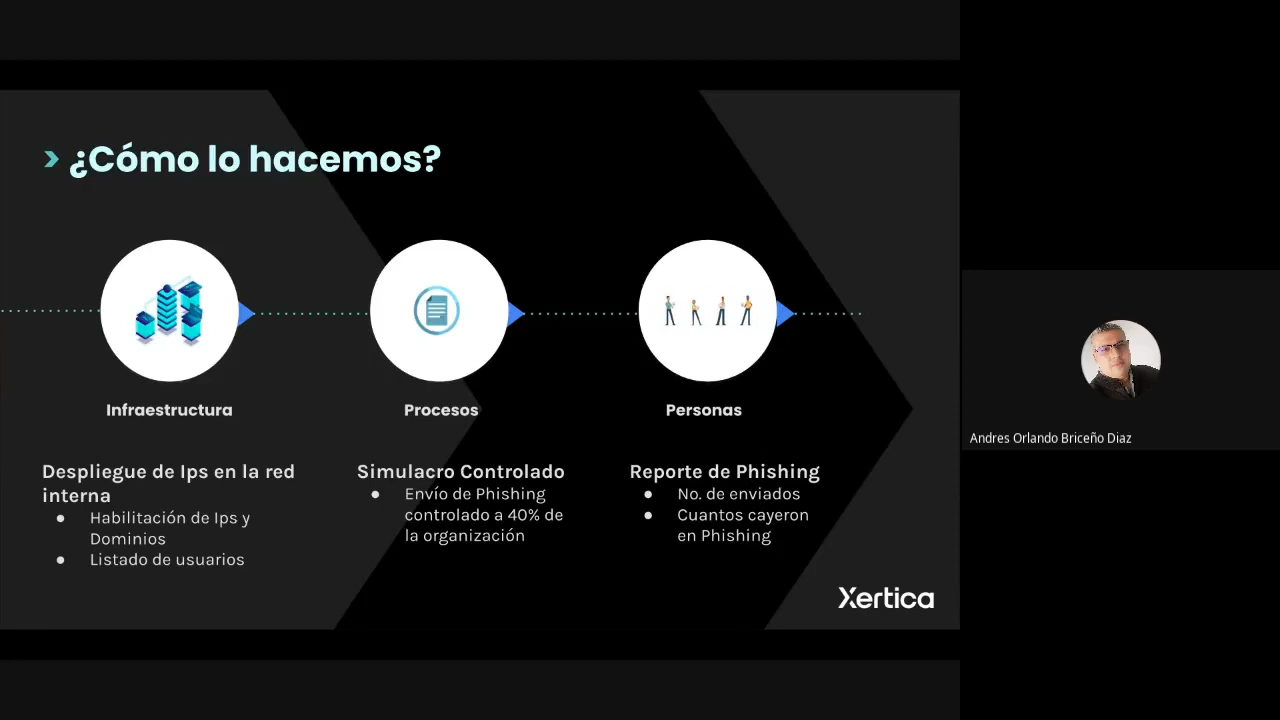 ¿Cómo lo hacemos?
Infraestructura
Procesos
Personas
Despliegue de Ips en la red
interna
● Habilitación de Ips y
Dominios
● Listado de usuarios
Simulacro Controlado
● Envío de Phishing
controlado a 40% de
la organización
Reporte de Phishing
● No. de enviados
● Cuantos cayeron
en Phishing
Xertica
Andres Orlando Briceño Diaz